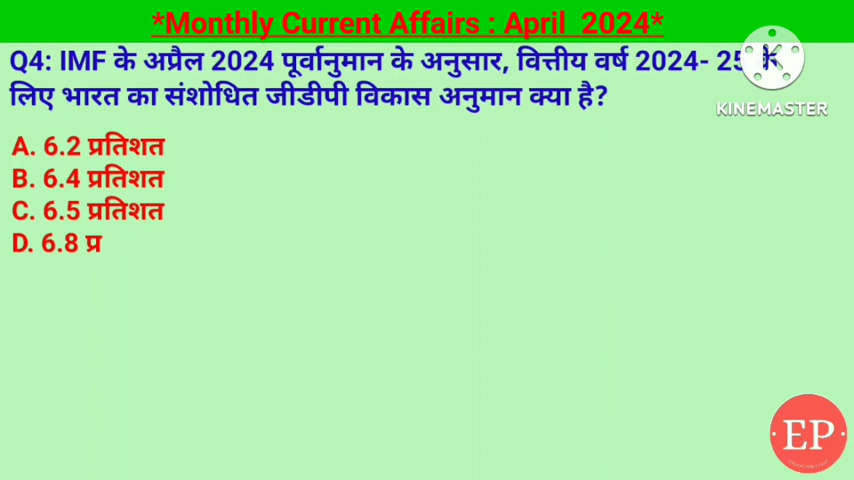 *Monthly Current Affairs : April 2024*
Q4: IMF के अप्रैल 2024 पूर्वानुमान के अनुसार, वित्तीय वर्ष 2024- 25 के
लिए भारत का संशोधित जीडीपी विकास अनुमान क्या है?
KINEMASTER
A. 6.2 प्रतिशत
B. 6.4 प्रतिशत
C. 6.5 प्रतिशत
D. 6.8 प्र
EP